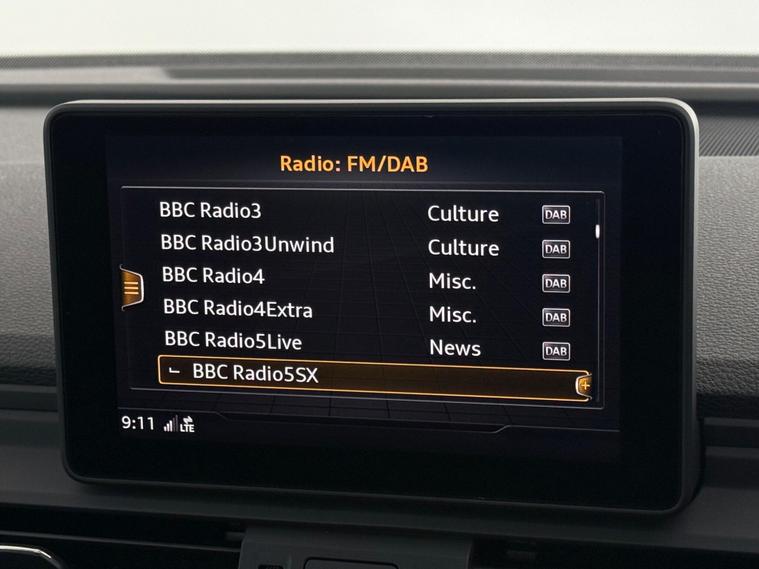 Radio: FM/DAB
BBC Radio3 Culture DAB
BBC Radio3Unwind Culture DAB
BBC Radio4 Misc. DAB
BBC Radio4Extra Misc. DAB
BBC Radio5Live News DAB
BBC Radio5SX
9:11 LTE